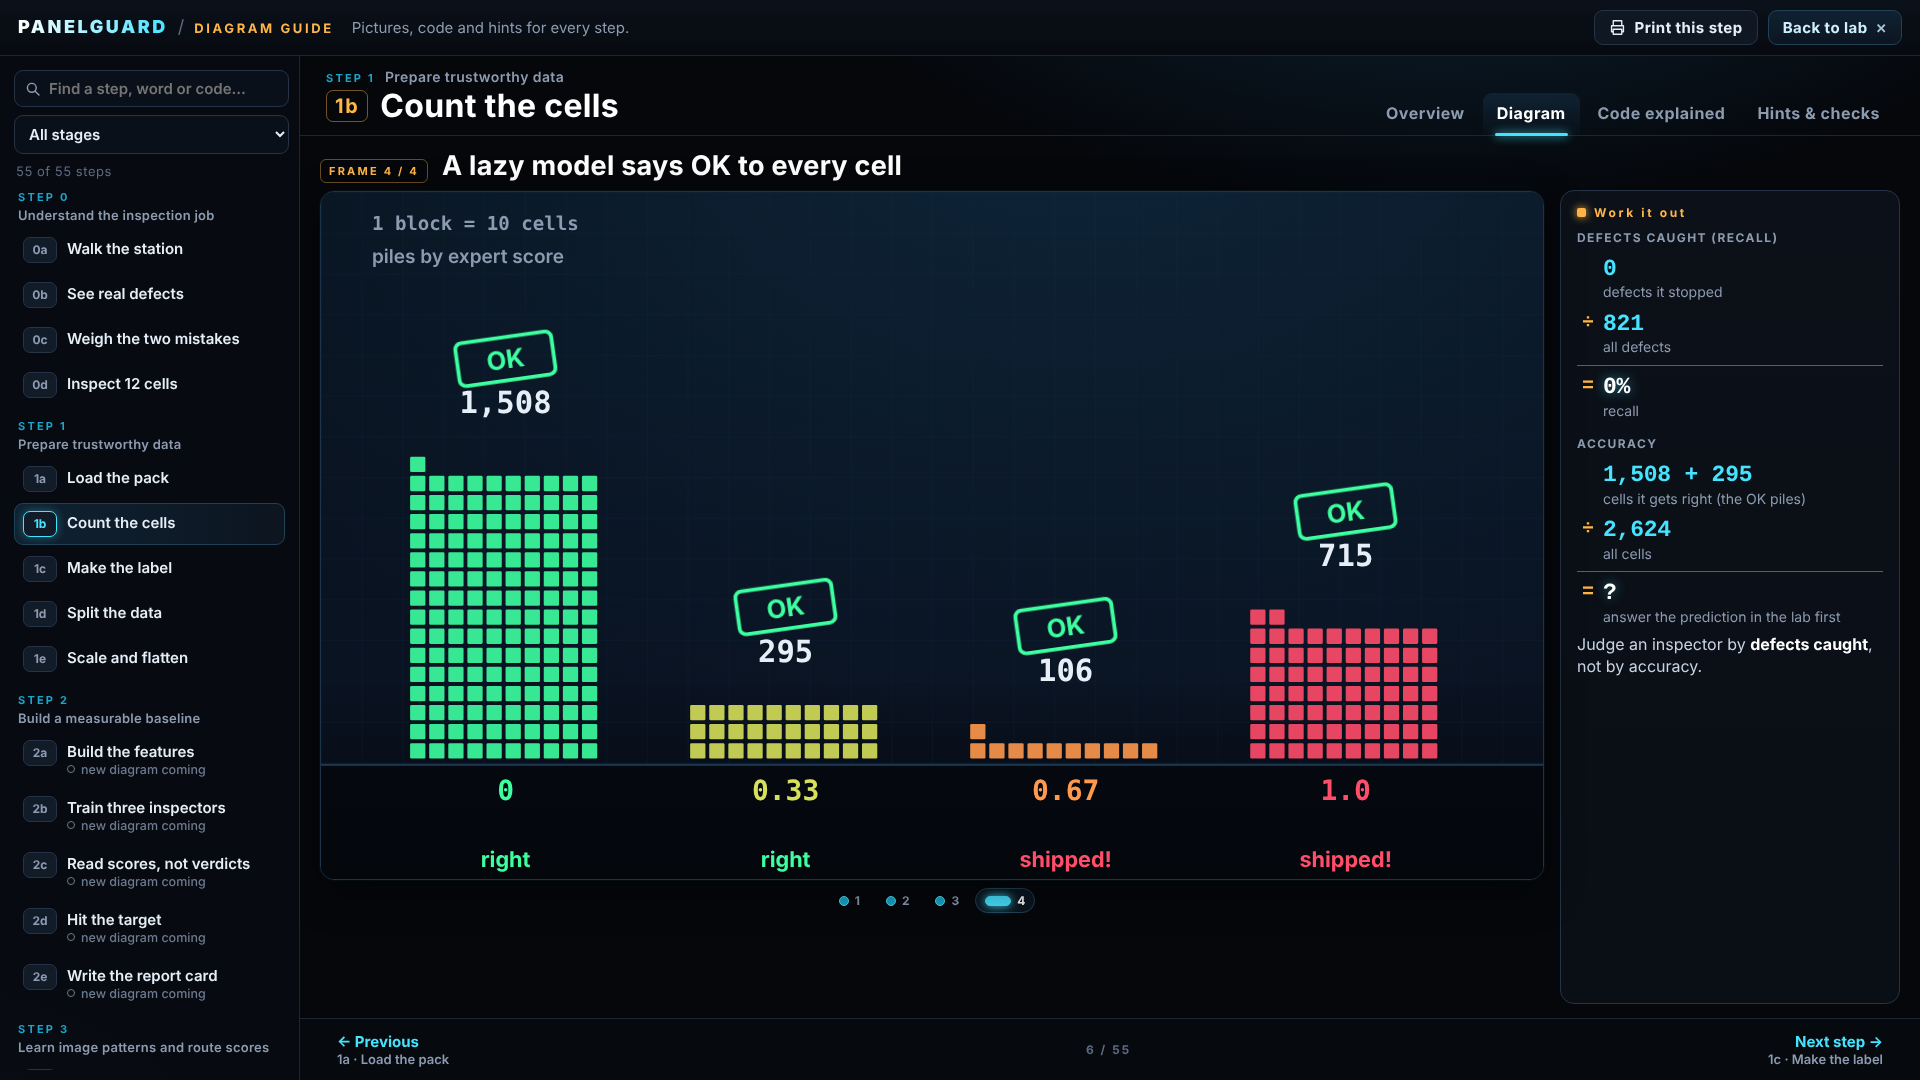 PANELGUARD / DIAGRAM GUIDE Pictures, code and hints for every step.
Print this step
Back to lab ×
Find a step, word or code...
All stages
55 of 55 steps
STEP 0
Understand the inspection job
0a Walk the station
0b See real defects
0c Weigh the two mistakes
0d Inspect 12 cells
STEP 1
Prepare trustworthy data
1a Load the pack
1b Count the cells
1c Make the label
1d Split the data
1e Scale and flatten
STEP 2
Build a measurable baseline
2a Build the features
new diagram coming
2b Train three inspectors
new diagram coming
2c Read scores, not verdicts
new diagram coming
2d Hit the target
new diagram coming
2e Write the report card
new diagram coming
STEP 3
Learn image patterns and route scores
STEP 1 Prepare trustworthy data
1b Count the cells
Overview
Diagram
Code explained
Hints & checks
FRAME 4 / 4 A lazy model says OK to every cell
1 block = 10 cells
piles by expert score
OK
1,508
OK
295
OK
106
OK
715
0 0.33 0.67 1.0
right right shipped! shipped!
1 2 3 4
Work it out
DEFECTS CAUGHT (RECALL)
0
defects it stopped
÷ 821
all defects
= 0%
recall
ACCURACY
1,508 + 295
cells it gets right (the OK piles)
÷ 2,624
all cells
= ?
answer the prediction in the lab first
Judge an inspector by defects caught,
not by accuracy.
← Previous
1a · Load the pack
6 / 55
Next step →
1c · Make the label